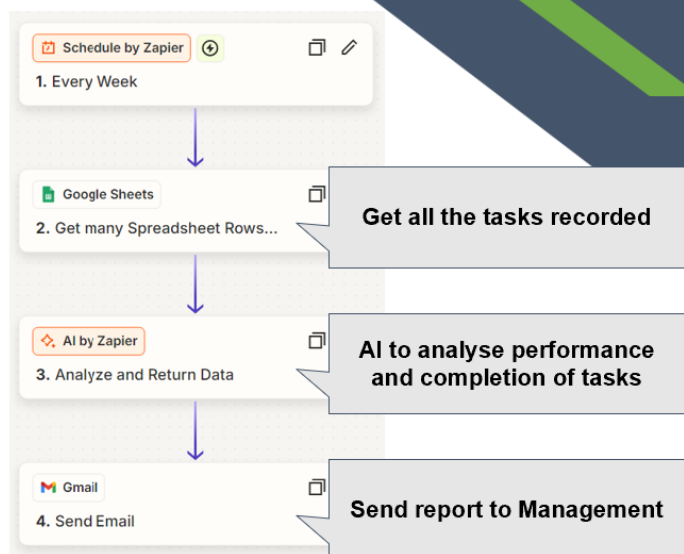 Schedule by Zapier
1. Every Week
Google Sheets
2. Get many Spreadsheet Rows...
Get all the tasks recorded
AI by Zapier
3. Analyze and Return Data
AI to analyse performance
and completion of tasks
Gmail
4. Send Email
Send report to Management